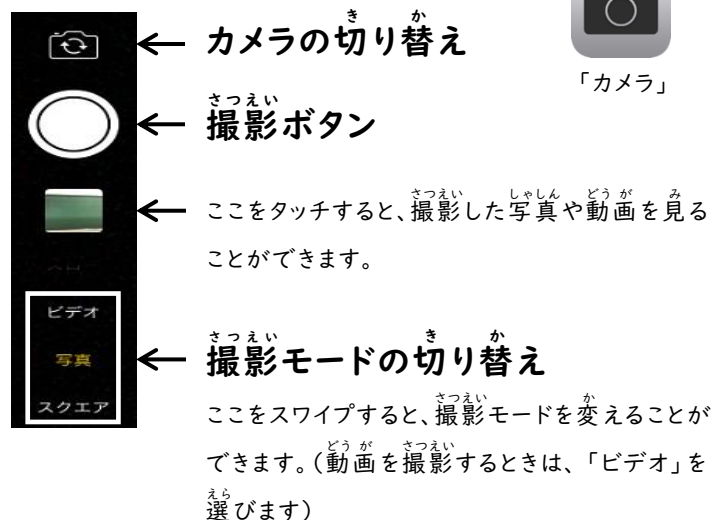 カメラの切り替え
「カメラ」
撮影ボタン
ここをタッチすると、撮影した写真や動画を見る
ことができます。
ビデオ
写真
スクエア
撮影モードの切り替え
ここをスワイプすると、撮影モードを変えることが
できます。（動画を撮影するときは、「ビデオ」を
選びます）